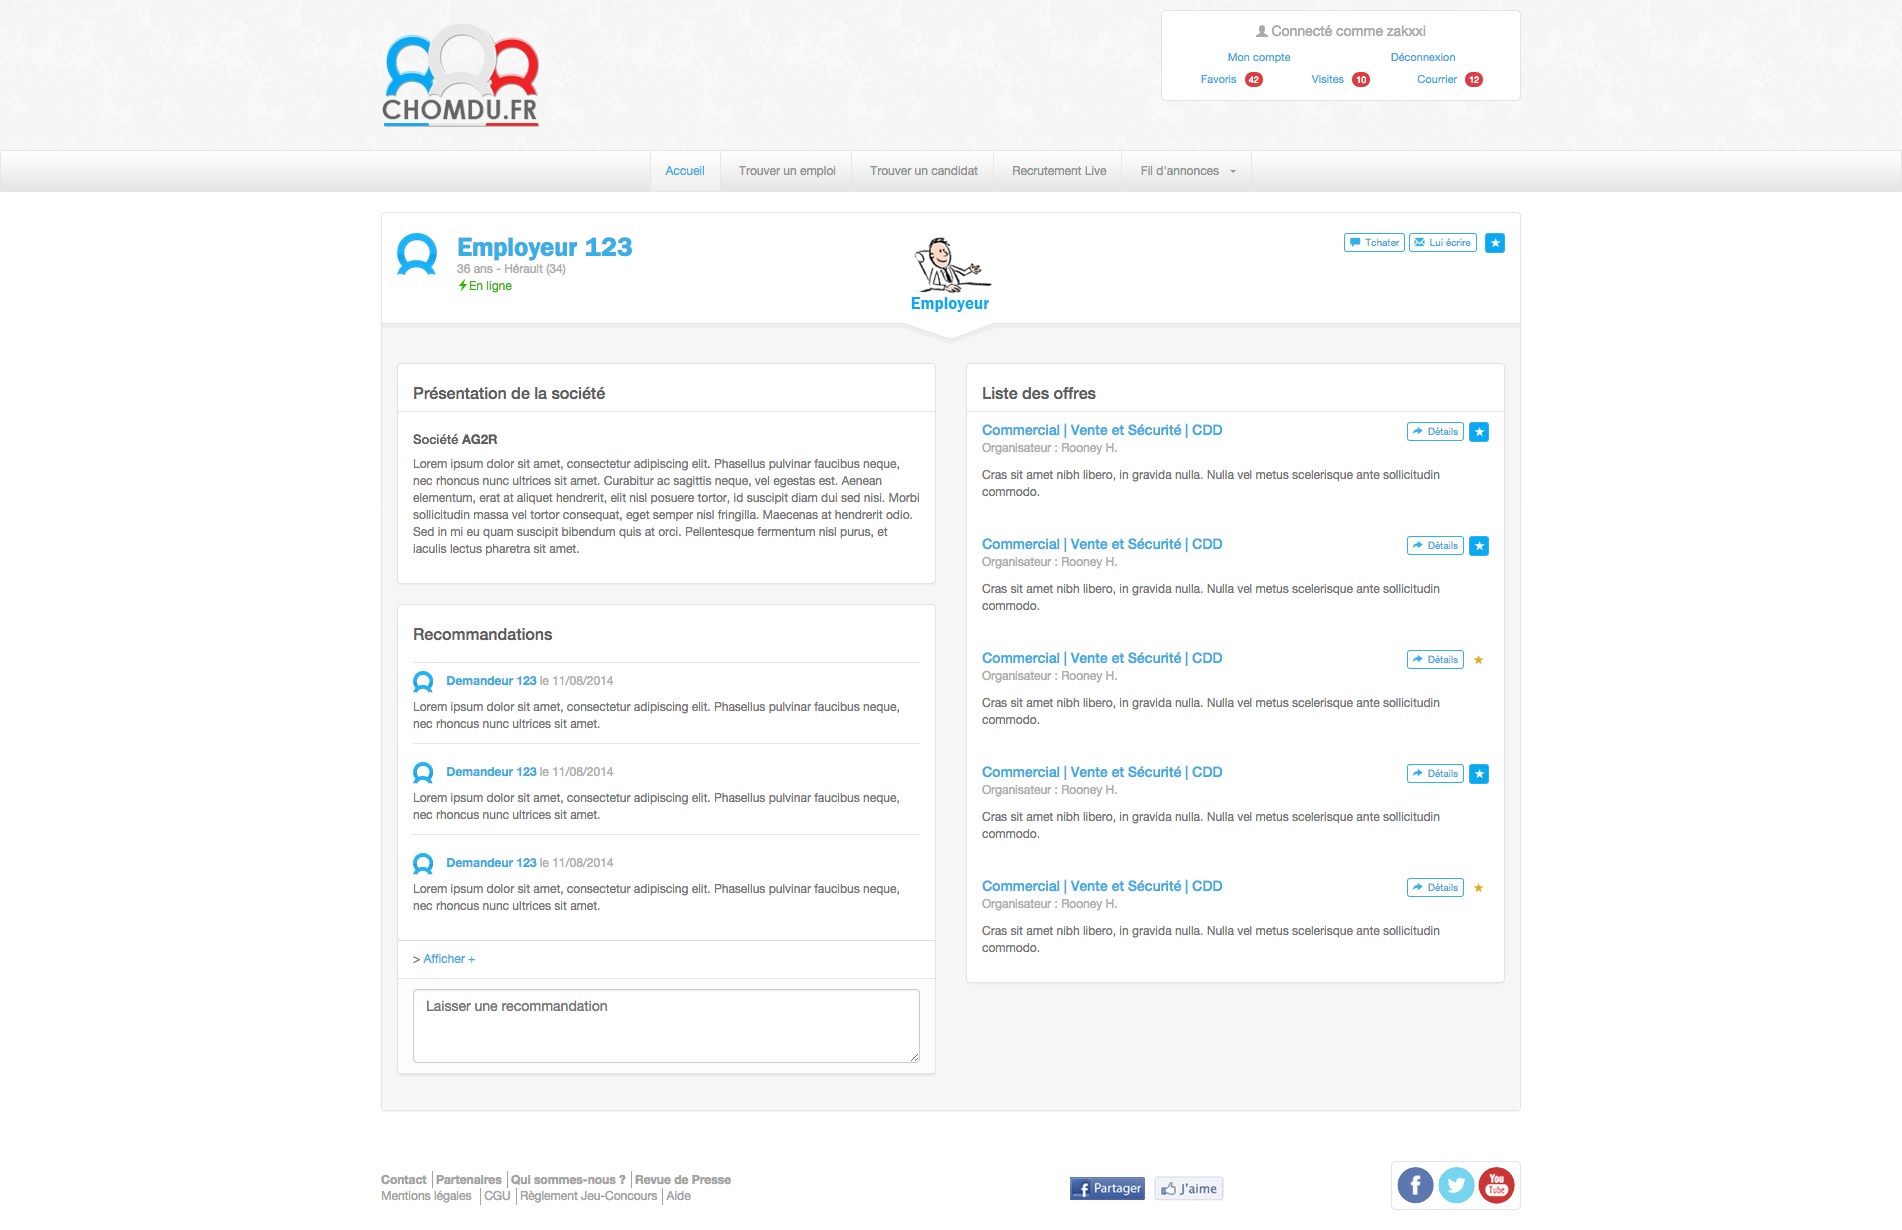 CHOMDU.FR
Connecté comme zakxxi
Mon compte Déconnexion
Favoris 42 Visites 10 Courrier 12
Accueil Trouver un emploi Trouver un candidat Recrutement Live Fil d'annonces
Employeur 123
36 ans - Hérault (34)
En ligne
Employeur
Tchater Lui écrire
Présentation de la société
Société AG2R
Lorem ipsum dolor sit amet, consectetur adipiscing elit. Phasellus pulvinar faucibus neque,
nec rhoncus nunc ultrices sit amet. Curabitur ac sagittis neque, vel egestas est. Aenean
elementum, erat at aliquet hendrerit, elit nisl posuere tortor, id suscipit diam dui sed nisi. Morbi
sollicitudin massa vel tortor consequat, eget semper nisl fringilla. Maecenas at hendrerit odio.
Sed in mi eu quam suscipit bibendum quis at orci. Pellentesque fermentum nisl purus, et
iaculis lectus pharetra sit amet.
Recommandations
Demandeur 123 le 11/08/2014
Lorem ipsum dolor sit amet, consectetur adipiscing elit. Phasellus pulvinar faucibus neque,
nec rhoncus nunc ultrices sit amet.
Demandeur 123 le 11/08/2014
Lorem ipsum dolor sit amet, consectetur adipiscing elit. Phasellus pulvinar faucibus neque,
nec rhoncus nunc ultrices sit amet.
Demandeur 123 le 11/08/2014
Lorem ipsum dolor sit amet, consectetur adipiscing elit. Phasellus pulvinar faucibus neque,
nec rhoncus nunc ultrices sit amet.
> Afficher +
Laisser une recommandation
Liste des offres
Commercial | Vente et Sécurité | CDD Détails
Organisateur : Rooney H.
Cras sit amet nibh libero, in gravida nulla. Nulla vel metus scelerisque ante sollicitudin
commodo.
Commercial | Vente et Sécurité | CDD Détails
Organisateur : Rooney H.
Cras sit amet nibh libero, in gravida nulla. Nulla vel metus scelerisque ante sollicitudin
commodo.
Commercial | Vente et Sécurité | CDD Détails
Organisateur : Rooney H.
Cras sit amet nibh libero, in gravida nulla. Nulla vel metus scelerisque ante sollicitudin
commodo.
Commercial | Vente et Sécurité | CDD Détails
Organisateur : Rooney H.
Cras sit amet nibh libero, in gravida nulla. Nulla vel metus scelerisque ante sollicitudin
commodo.
Commercial | Vente et Sécurité | CDD Détails
Organisateur : Rooney H.
Cras sit amet nibh libero, in gravida nulla. Nulla vel metus scelerisque ante sollicitudin
commodo.
Contact | Partenaires | Qui sommes-nous ? | Revue de Presse
Mentions légales | CGU | Règlement Jeu-Concours | Aide
f Partager J'aime
f You Tube